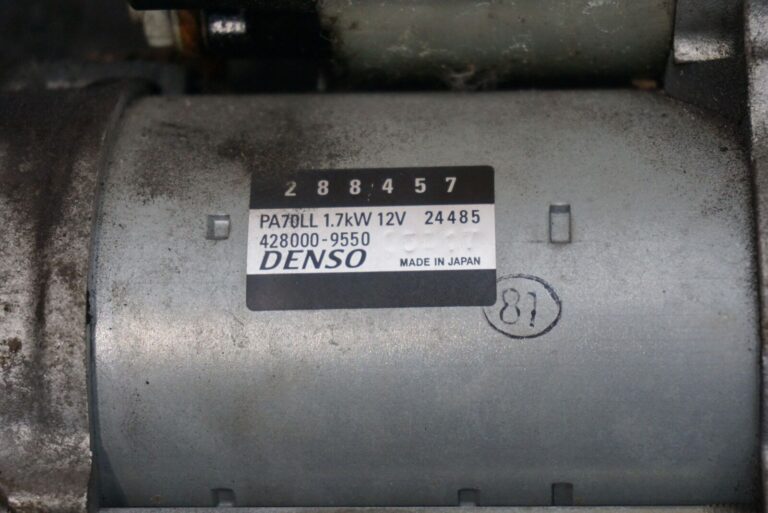 288457
PA70LL 1.7kW 12V 24485
428000-9550
DENSO MADE IN JAPAN
81